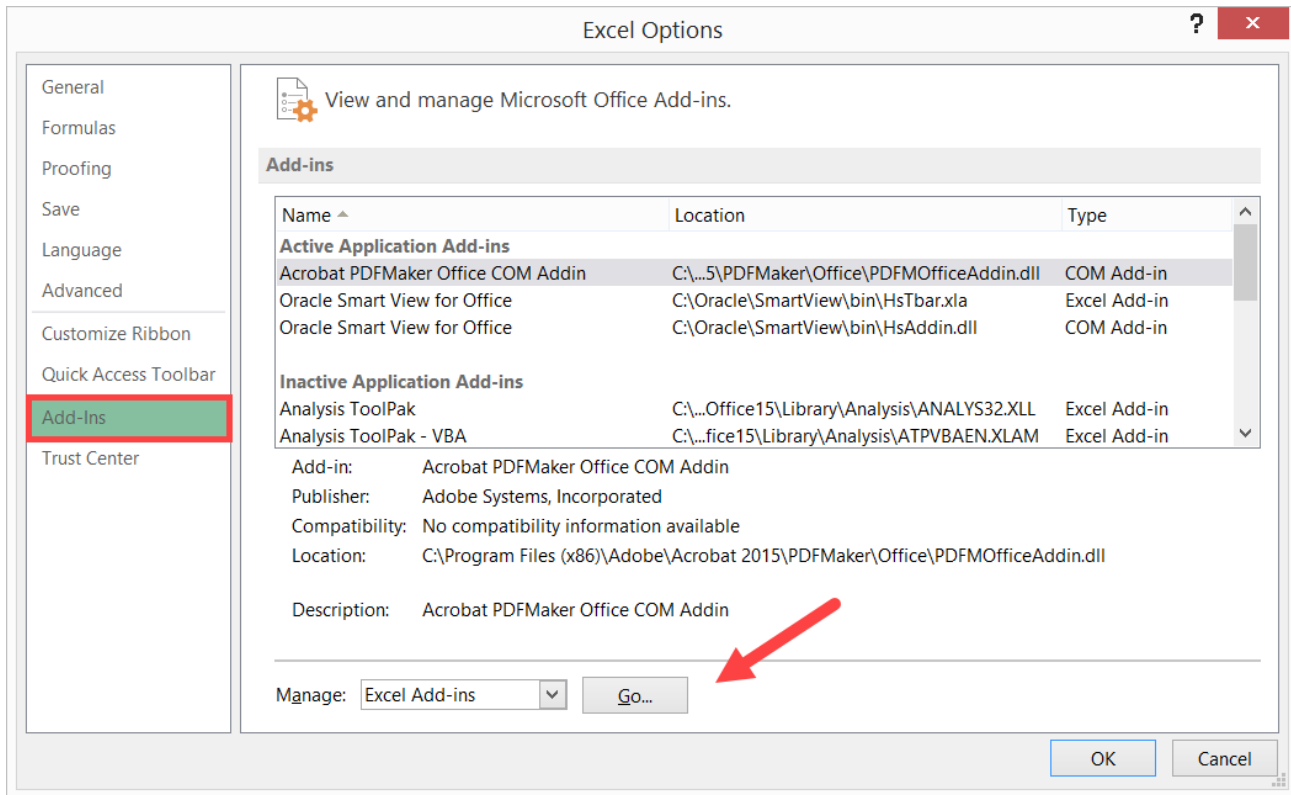 Excel Options
?
General
Formulas
Proofing
Save
Language
Advanced
Customize Ribbon
Quick Access Toolbar
Add-Ins
Trust Center
View and manage Microsoft Office Add-ins.
Add-ins
Name Location Type
Active Application Add-ins
Acrobat PDFMaker Office COM Addin C:\...5\PDFMaker\Office\PDFMOfficeAddin.dll COM Add-in
Oracle Smart View for Office C:\Oracle\SmartView\bin\HsTbar.xla Excel Add-in
Oracle Smart View for Office C:\Oracle\SmartView\bin\HsAddin.dll COM Add-in
Inactive Application Add-ins
Analysis ToolPak C:\...Office15\Library\Analysis\ANALYS32.XLL Excel Add-in
Analysis ToolPak - VBA C:\...fice15\Library\Analysis\ATPVBAEN.XLAM Excel Add-in
Add-in: Acrobat PDFMaker Office COM Addin
Publisher: Adobe Systems, Incorporated
Compatibility: No compatibility information available
Location: C:\Program Files (x86)\Adobe\Acrobat 2015\PDFMaker\Office\PDFMOfficeAddin.dll
Description: Acrobat PDFMaker Office COM Addin
Manage: Excel Add-ins Go...
OK Cancel